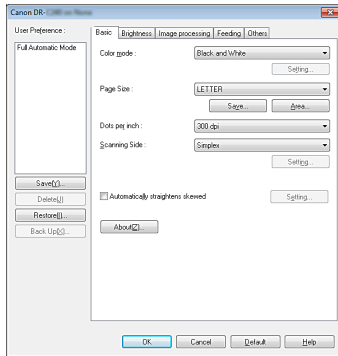 Canon DR-
User Preference :
Full Automatic Mode
Save(Y)...
Delete(J)
Restore(I)...
Back Up(X)...
Basic Brightness Image processing Feeding Others
Color mode : Black and White
Setting...
Page Size : LETTER
Save... Area...
Dots per inch : 300 dpi
Scanning Side : Simplex
Setting...
Automatically straightens skewed Setting...
About(Z)...
OK Cancel Default Help